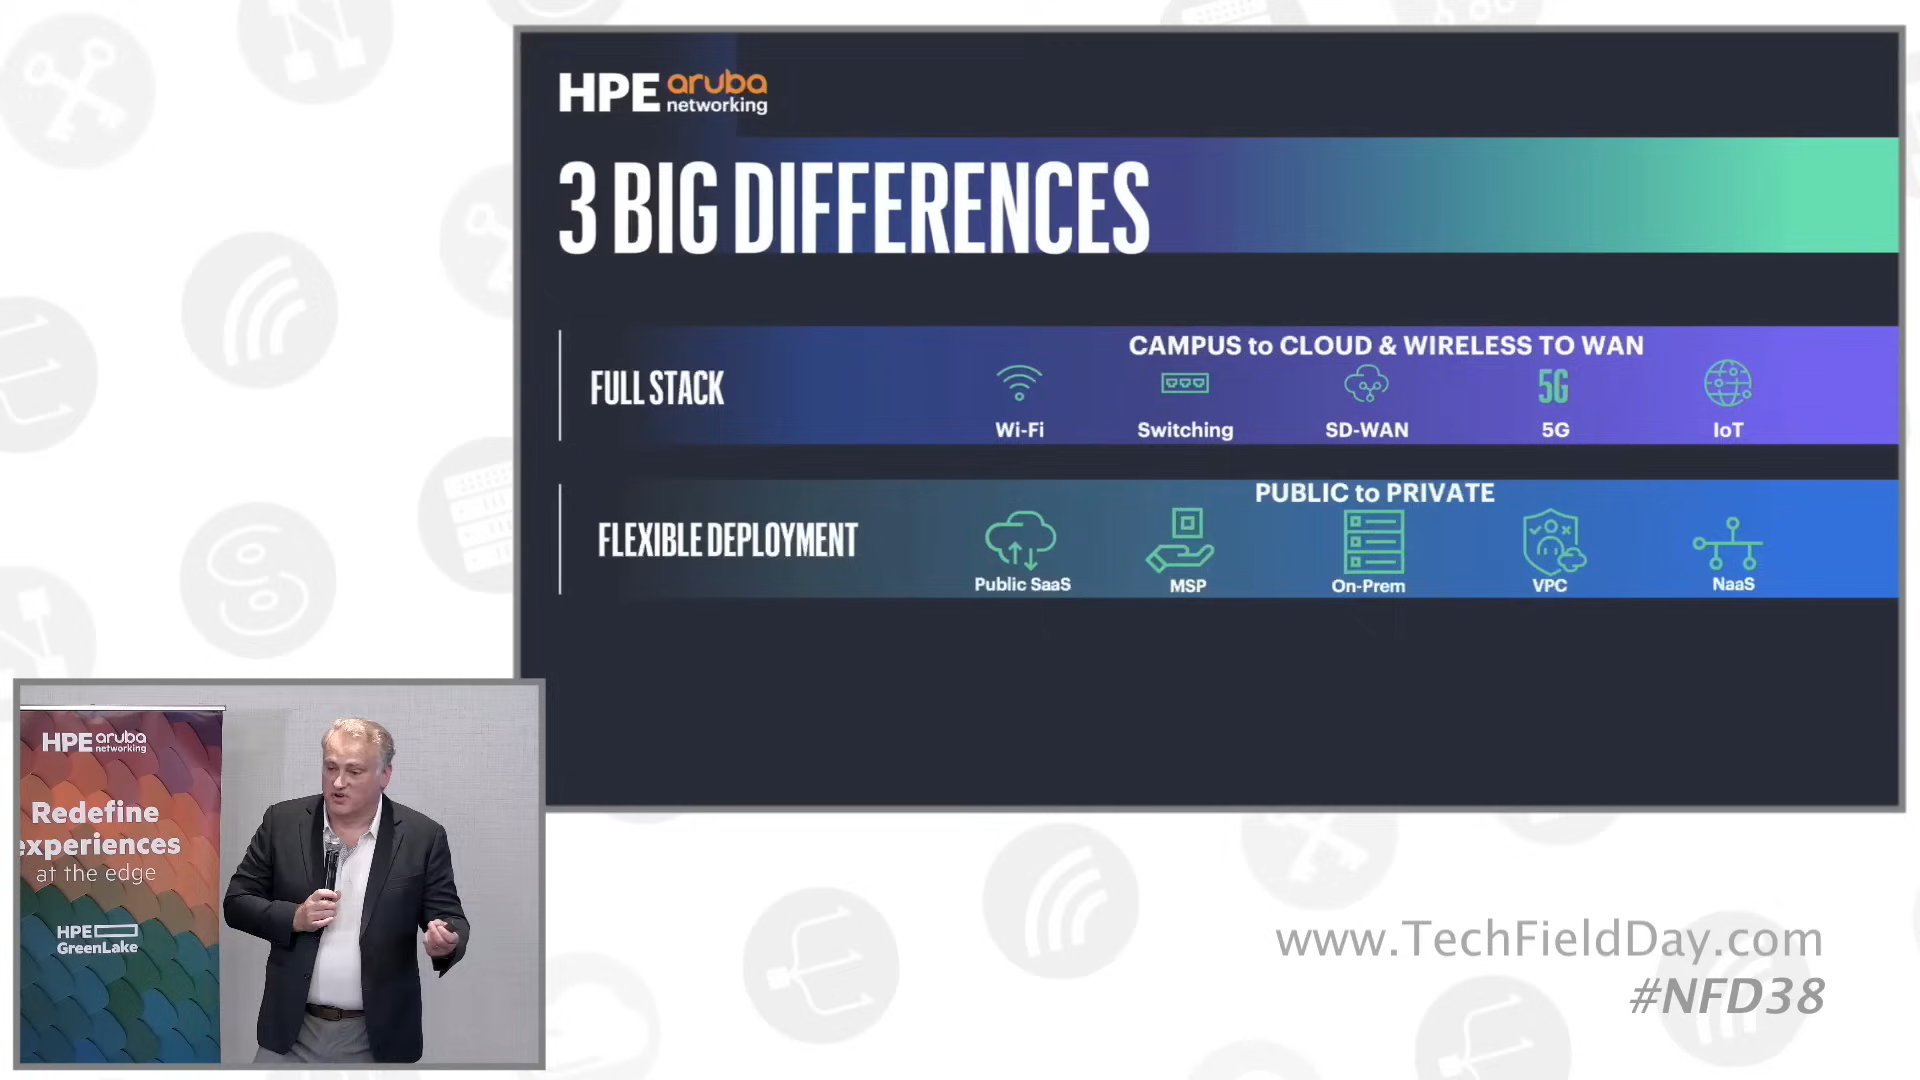 HPE aruba networking
3 BIG DIFFERENCES
CAMPUS to CLOUD & WIRELESS TO WAN
FULL STACK
5G
Wi-Fi Switching SD-WAN 5G IoT
PUBLIC to PRIVATE
FLEXIBLE DEPLOYMENT
Public SaaS MSP On-Prem VPC NaaS
HPE aruba networking
Redefine
experiences
at the edge
HPE
GreenLake
www.TechFieldDay.com
#NFD38